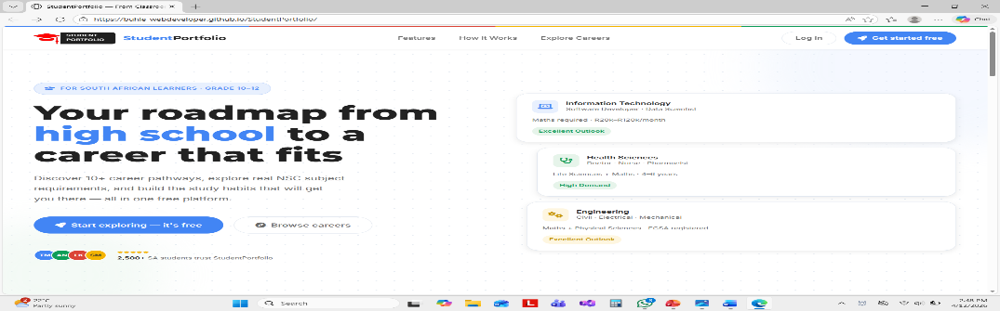 StudentPortfolio — From Classroo
https://buhle-webdeveloper.github.io/StudentPortfolio/
Chat
STUDENT
PORTFOLIO
StudentPortfolio
Features
How It Works
Explore Careers
Log In
Get started free
FOR SOUTH AFRICAN LEARNERS · GRADE 10–12
Your roadmap from
high school to a
career that fits
Discover 10+ career pathways, explore real NSC subject
requirements, and build the study habits that will get
you there — all in one free platform.
Start exploring — it's free
Browse careers
2,500+ SA students trust StudentPortfolio
Information Technology
Software Developer · Data Scientist
Maths required · R20k–R120k/month
Excellent Outlook
Health Sciences
Doctor · Nurse · Pharmacist
Life Sciences + Maths · 4–6 years
High Demand
Engineering
Civil · Electrical · Mechanical
Maths + Physical Sciences · ECSA registered
Excellent Outlook
22°C
Partly sunny
Search
2:48 PM
4/12/2026